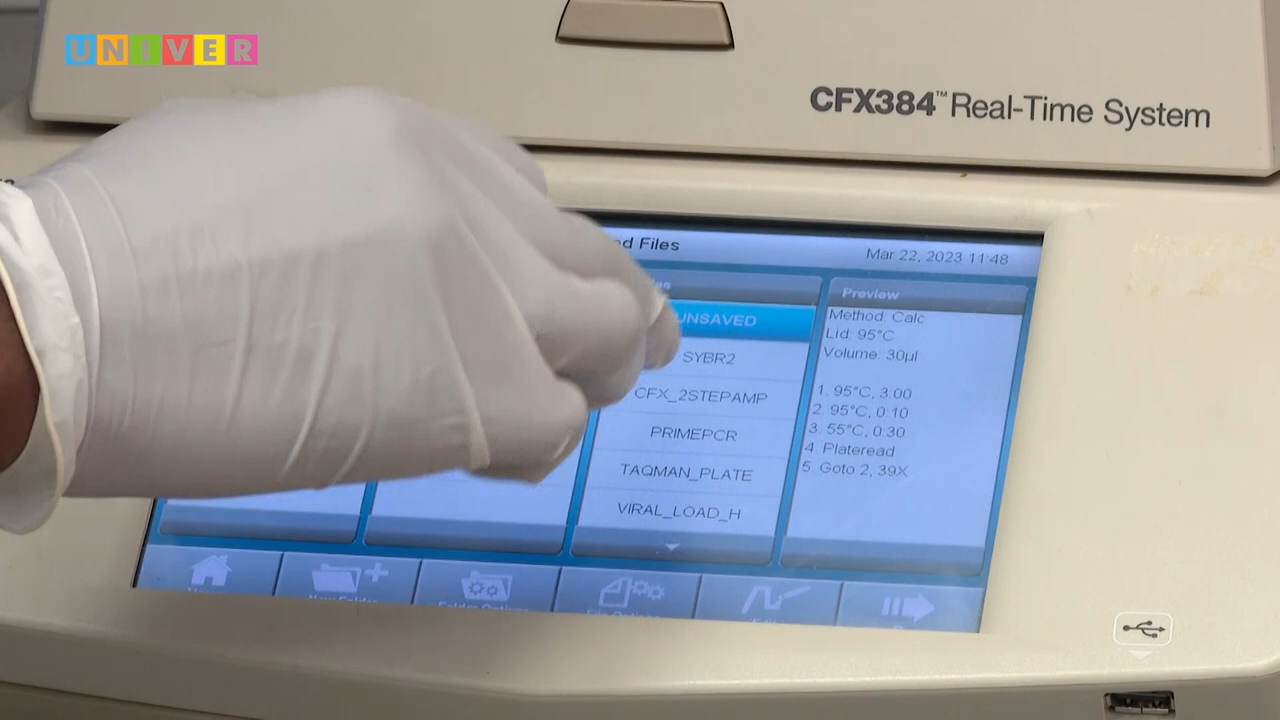 UNIVER
CFX384™ Real-Time System
Files
Mar 22, 2023 11:48
Preview
UNSAVED
SYBR2
CFX_2STEPAMP
PRIMEPCR
TAQMAN_PLATE
VIRAL_LOAD_H
Method: Calc
Lid: 95°C
Volume: 30µl
1. 95°C, 3:00
2. 95°C, 0:10
3. 55°C, 0:30
4. Plateread
5. Goto 2, 39X